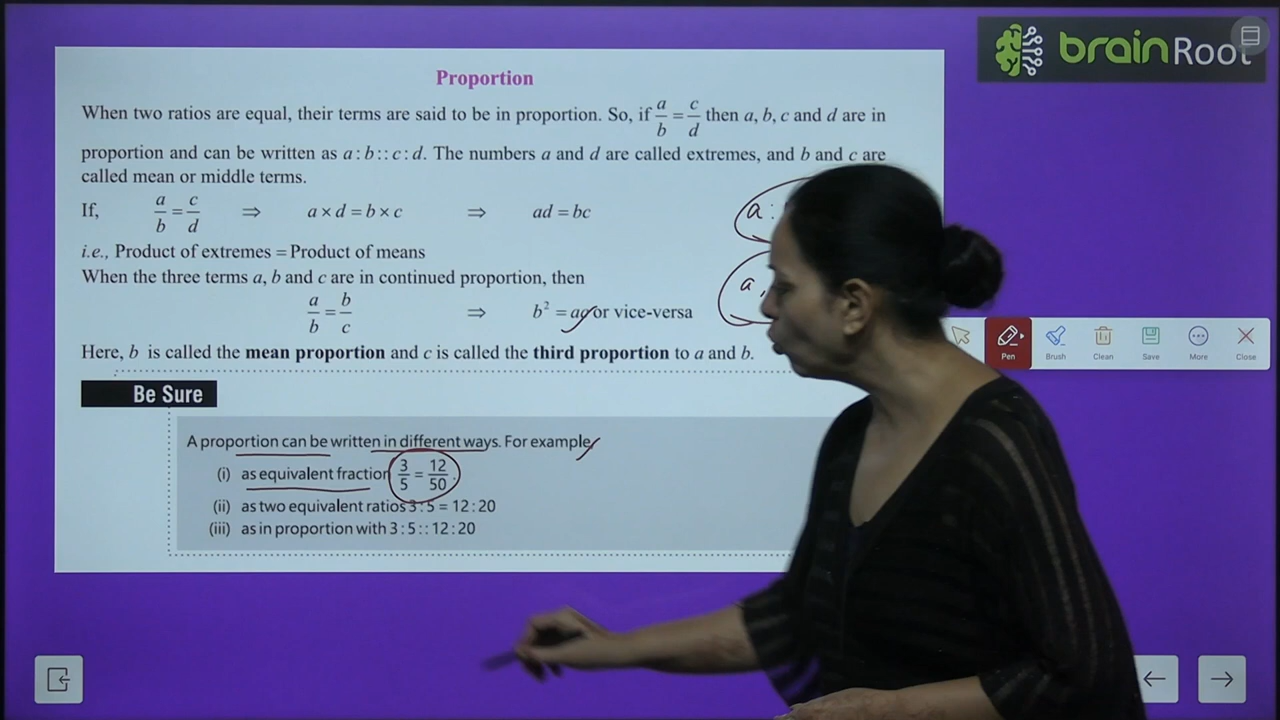 brainRoot
Proportion
When two ratios are equal, their terms are said to be in proportion. So, if a/b = c/d then a, b, c and d are in
proportion and can be written as a : b : : c : d. The numbers a and d are called extremes, and b and c are
called mean or middle terms.
If, a/b = c/d ⇒ a × d = b × c ⇒ ad = bc
a :
i.e., Product of extremes = Product of means
When the three terms a, b and c are in continued proportion, then
a,
a/b = b/c ⇒ b² = ac or vice-versa
Here, b is called the mean proportion and c is called the third proportion to a and b.
Pen Brush Clean Save More Close
Be Sure
A proportion can be written in different ways. For example,
(i) as equivalent fraction 3/5 = 12/50.
(ii) as two equivalent ratios 3 : 5 = 12 : 20
(iii) as in proportion with 3 : 5 : : 12 : 20